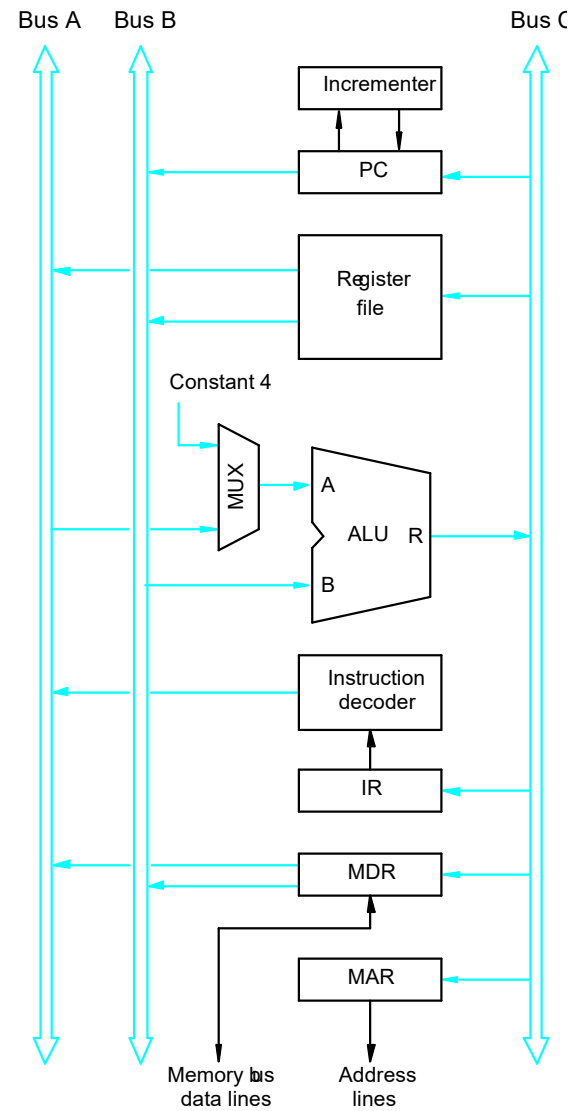 Bus A Bus B Bus C
Incrementer
PC
Register
file
Constant 4
MUX
A
ALU R
B
Instruction
decoder
IR
MDR
MAR
Memory bus Address
data lines lines